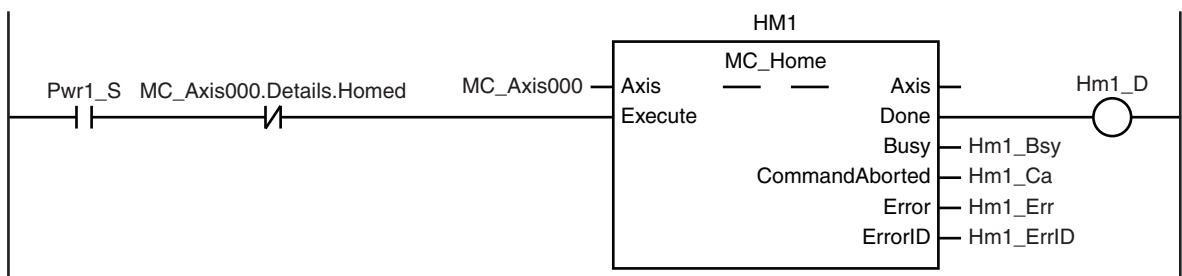 HM1
MC_Home
Pwr1_S MC_Axis000.Details.Homed MC_Axis000 Axis Axis Hm1_D
Execute Done
Busy Hm1_Bsy
CommandAborted Hm1_Ca
Error Hm1_Err
ErrorID Hm1_ErrID